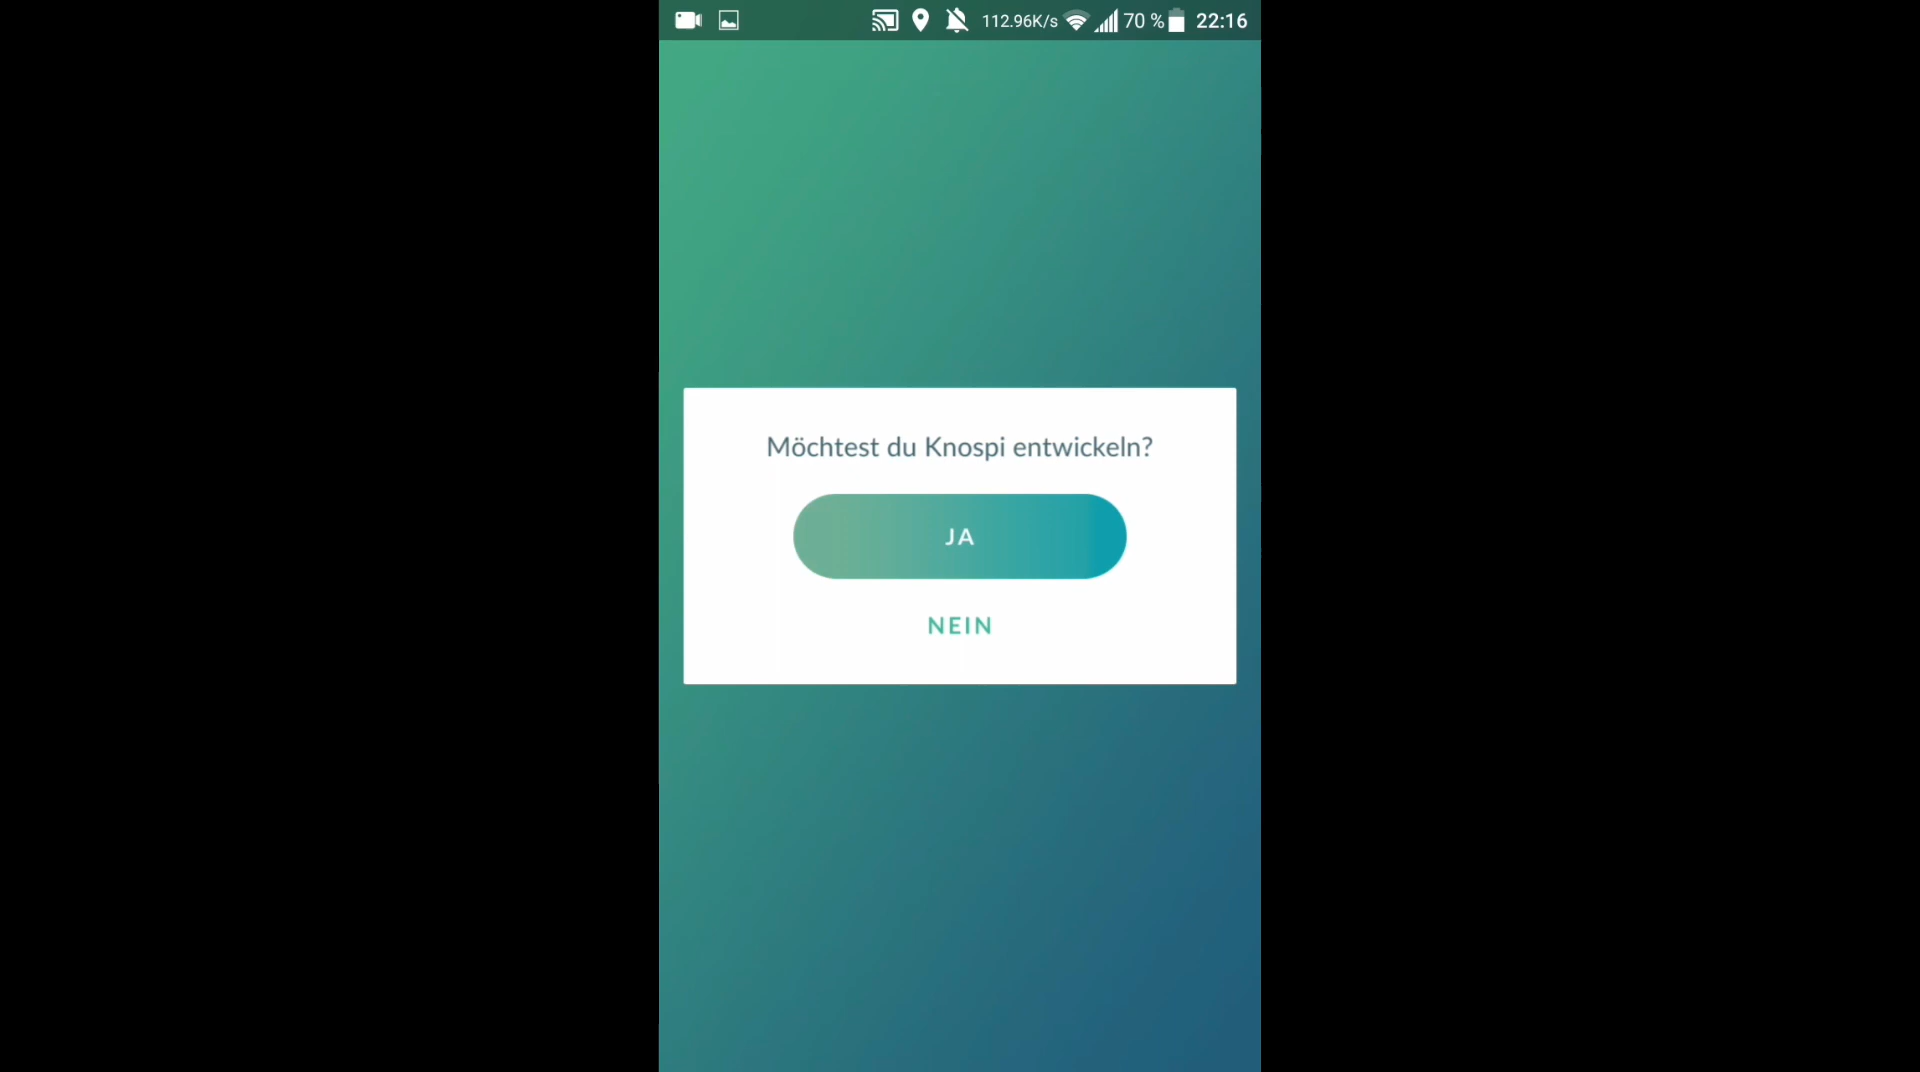 112.96K/s 70 % 22:16
Möchtest du Knospi entwickeln?
JA
NEIN